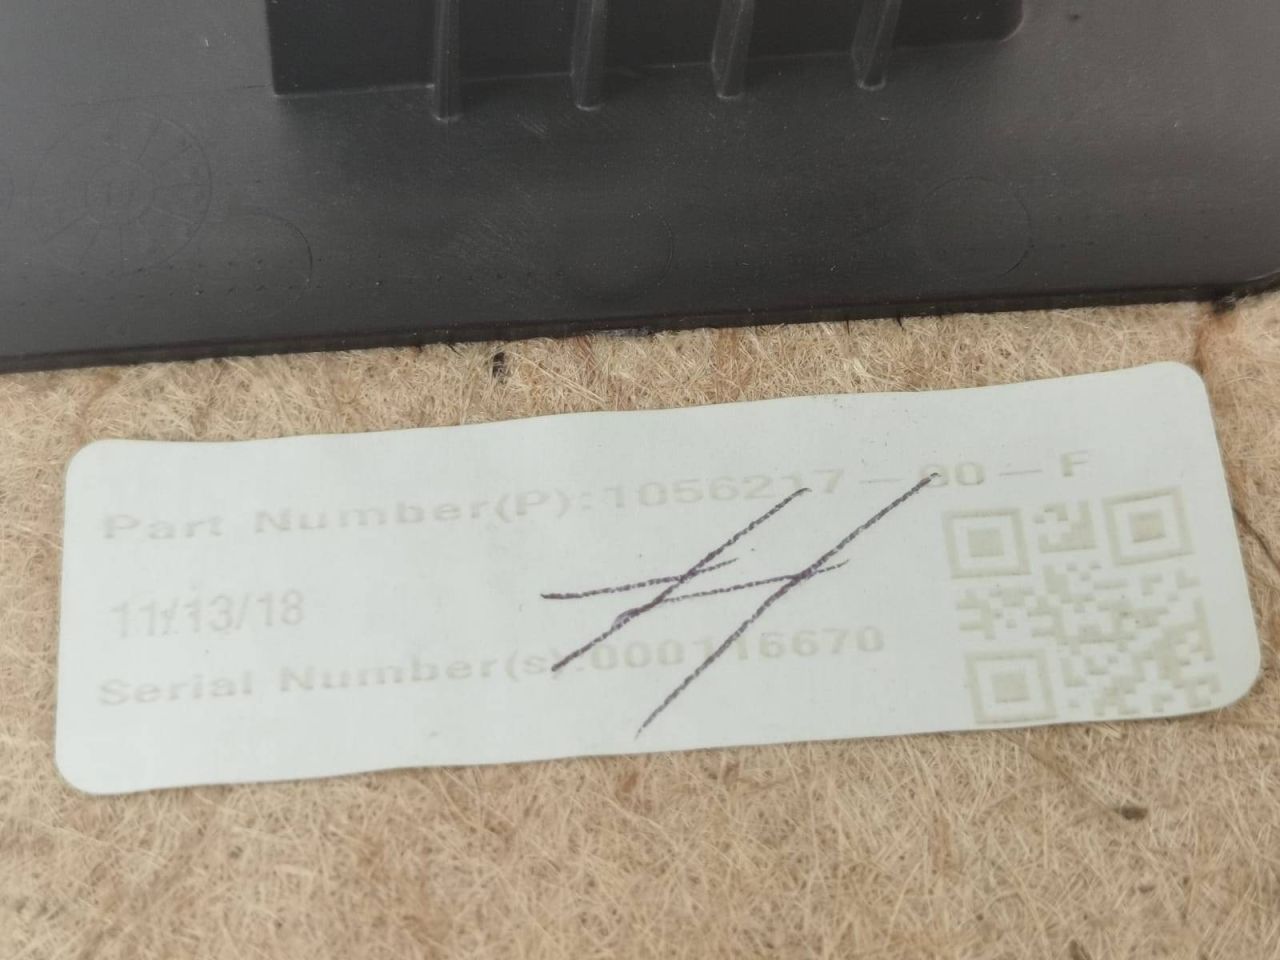 Part Number(P):1056217-00-F
11/13/18
Serial Number(s):000116670